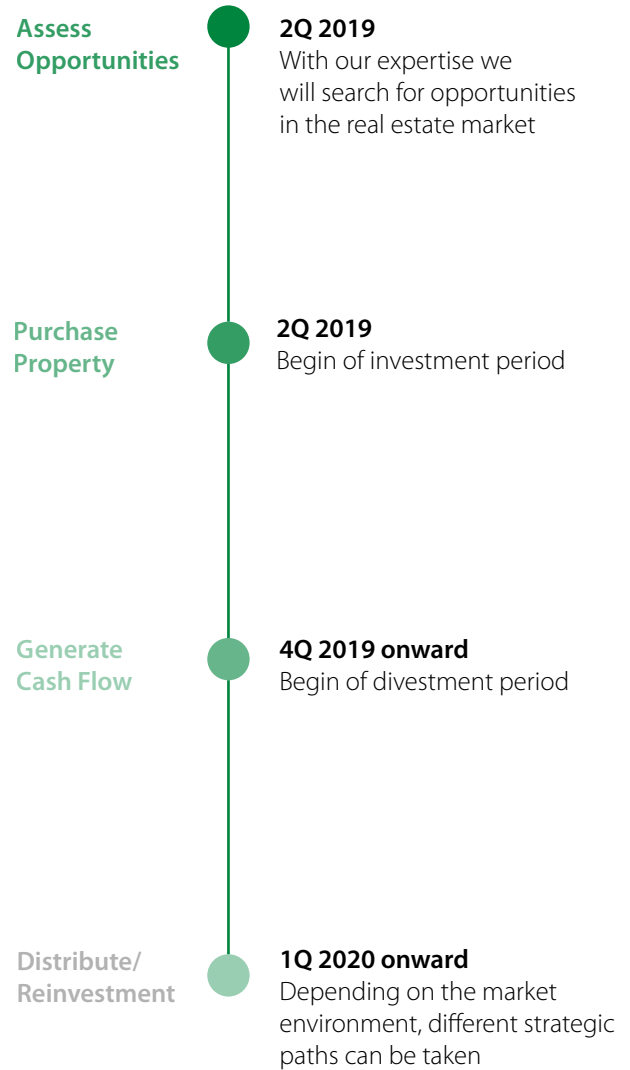 Assess
Opportunities
2Q 2019
With our expertise we
will search for opportunities
in the real estate market
Purchase
Property
2Q 2019
Begin of investment period
Generate
Cash Flow
4Q 2019 onward
Begin of divestment period
Distribute/
Reinvestment
1Q 2020 onward
Depending on the market
environment, different strategic
paths can be taken